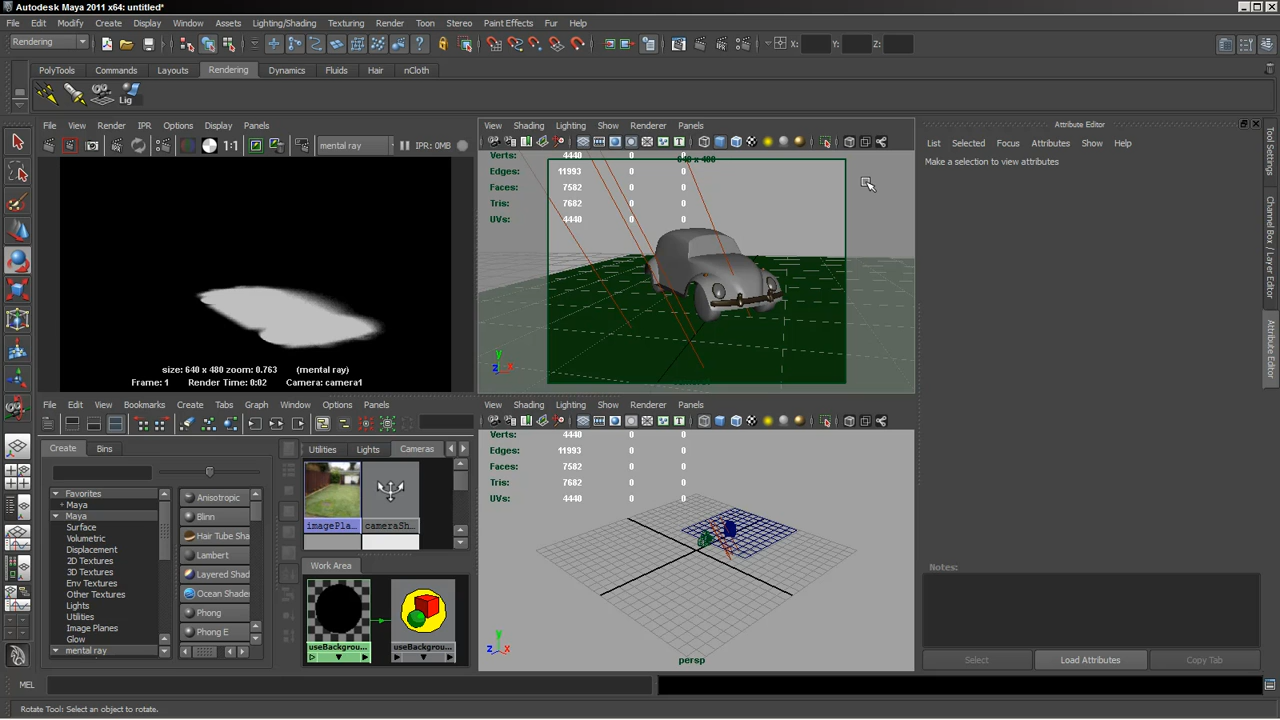 Autodesk Maya 2011 x64: untitled*
File Edit Modify Create Display Window Assets Lighting/Shading Texturing Render Toon Stereo Paint Effects Fur Help
Rendering X: Y: Z:
PolyTools Commands Layouts Rendering Dynamics Fluids Hair nCloth
Lig
File View Render IPR Options Display Panels
1:1 mental ray IPR: 0MB
size: 640 x 480 zoom: 0.763 (mental ray)
Frame: 1 Render Time: 0:02 Camera: camera1
View Shading Lighting Show Renderer Panels
640 x 480
Verts: 4440 0 0
Edges: 11993 0 0
Faces: 7582 0 0
Tris: 7682 0 0
UVs: 4440 0 0
y
z x
Attribute Editor
List Selected Focus Attributes Show Help
Make a selection to view attributes
Tool Settings
Channel Box / Layer Editor
Attribute Editor
File Edit View Bookmarks Create Tabs Graph Window Options Panels
Create Bins
Favorites
+ Maya
Maya
Surface
Volumetric
Displacement
2D Textures
3D Textures
Env Textures
Other Textures
Lights
Utilities
Image Planes
Glow
mental ray
Anisotropic
Blinn
Hair Tube Sha
Lambert
Layered Shad
Ocean Shader
Phong
Phong E
Utilities Lights Cameras
imagePla... cameraSh...
Work Area
useBackgrou... useBackgrou...
View Shading Lighting Show Renderer Panels
Verts: 4440 0 0
Edges: 11993 0 0
Faces: 7582 0 0
Tris: 7682 0 0
UVs: 4440 0 0
y
z x
persp
Notes:
Select Load Attributes Copy Tab
MEL
Rotate Tool: Select an object to rotate.